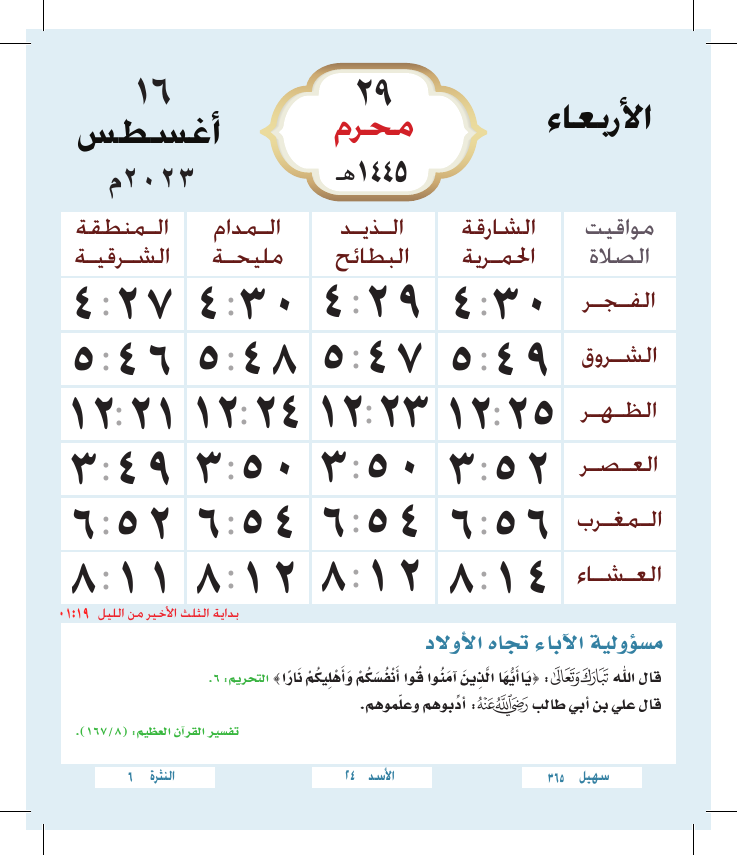 الأربعاء
٢٩
محرم
١٤٤٥هـ
١٦
أغسطس
٢٠٢٣م
مواقيت الصلاة | الشارقة الحمرية | الذيد البطائح | المدام مليحة | المنطقة الشرقية
الفجر ٤:٣٠ ٤:٢٩ ٤:٣٠ ٤:٢٧
الشروق ٥:٤٩ ٥:٤٧ ٥:٤٨ ٥:٤٦
الظهر ١٢:٢٥ ١٢:٢٣ ١٢:٢٤ ١٢:٢١
العصر ٣:٥٢ ٣:٥٠ ٣:٥٠ ٣:٤٩
المغرب ٦:٥٦ ٦:٥٤ ٦:٥٤ ٦:٥٢
العشاء ٨:١٤ ٨:١٢ ٨:١٢ ٨:١١
بداية الثلث الأخير من الليل ٠١:١٩
مسؤولية الآباء تجاه الأولاد
قال الله تَبَارَكَ وَتَعَالَى: ﴿يَا أَيُّهَا الَّذِينَ آمَنُوا قُوا أَنْفُسَكُمْ وَأَهْلِيكُمْ نَارًا﴾ التحريم: ٦.
قال علي بن أبي طالب رَضِيَ اللَّهُ عَنْهُ: أدِّبوهم وعلِّموهم.
تفسير القرآن العظيم: (١٦٧/٨).
سهيل ٣٦٥
الأسد ٢٤
النثرة ٦